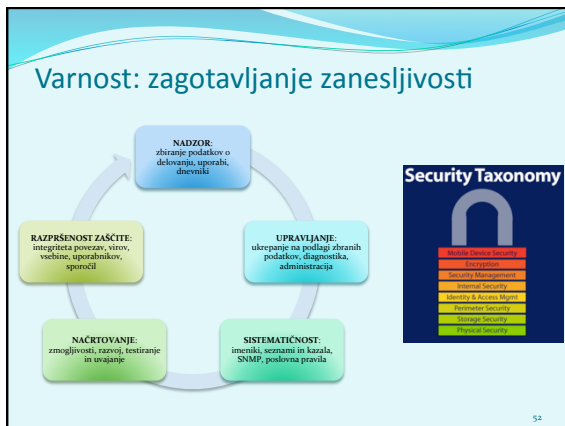 Varnost: zagotavljanje zanesljivosti
NADZOR:
zbiranje podatkov o
delovanju, uporabi,
dnevniki
UPRAVLJANJE:
ukrepanje na podlagi zbranih
podatkov, diagnostika,
administracija
SISTEMATIČNOST:
imeniki, seznami in kazala,
SNMP, poslovna pravila
NAČRTOVANJE:
zmogljivosti, razvoj, testiranje
in uvajanje
RAZPRŠENOST ZAŠČITE:
integriteta povezav, virov,
vsebine, uporabnikov,
sporočil
Security Taxonomy
Mobile Device Security
Encryption
Security Management
Internal Security
Identity & Access Mgmt
Perimeter Security
Storage Security
Physical Security
52